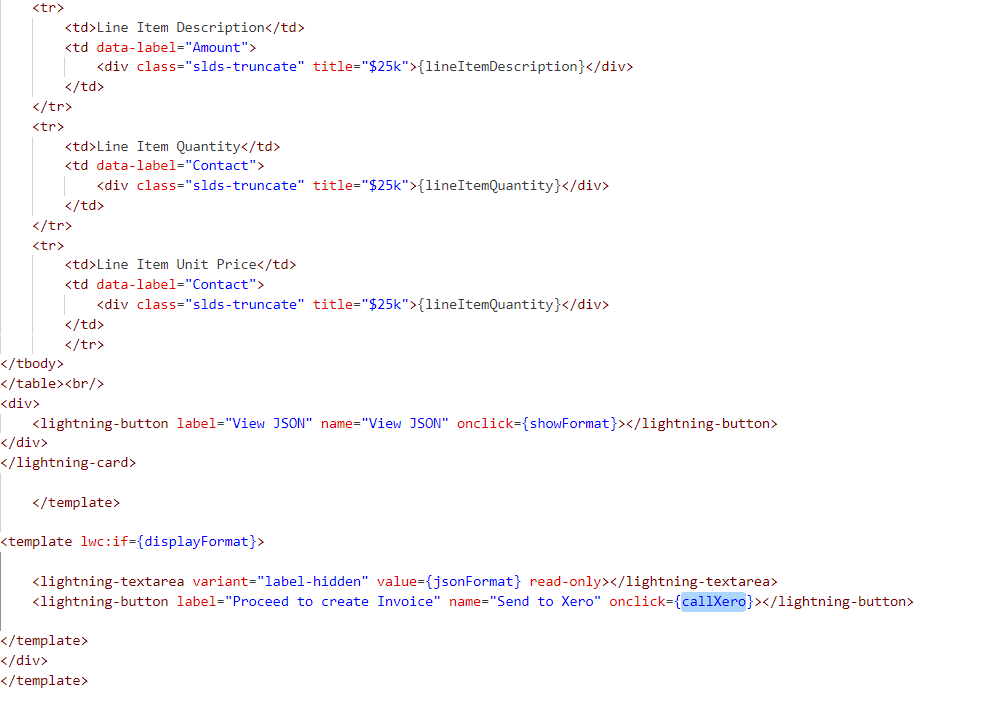 <tr>
<td>Line Item Description</td>
<td data-label="Amount">
<div class="slds-truncate" title="$25k">{lineItemDescription}</div>
</td>
</tr>
<tr>
<td>Line Item Quantity</td>
<td data-label="Contact">
<div class="slds-truncate" title="$25k">{lineItemQuantity}</div>
</td>
</tr>
<tr>
<td>Line Item Unit Price</td>
<td data-label="Contact">
<div class="slds-truncate" title="$25k">{lineItemQuantity}</div>
</td>
</tr>
</tbody>
</table><br/>
<div>
<lightning-button label="View JSON" name="View JSON" onclick={showFormat}></lightning-button>
</div>
</lightning-card>
</template>
<template lwc:if={displayFormat}>
<lightning-textarea variant="label-hidden" value={jsonFormat} read-only></lightning-textarea>
<lightning-button label="Proceed to create Invoice" name="Send to Xero" onclick={callXero}></lightning-button>
</template>
</div>
</template>